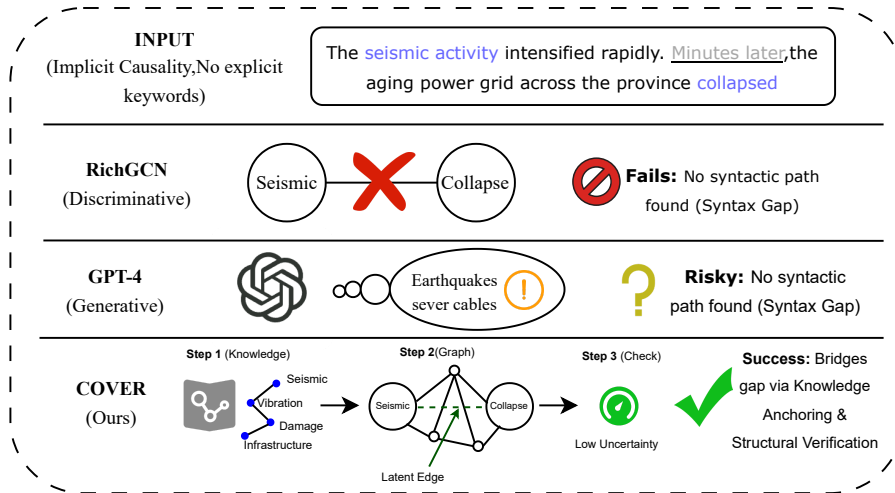 INPUT
(Implicit Causality,No explicit
keywords)
The seismic activity intensified rapidly. Minutes later,the
aging power grid across the province collapsed
RichGCN
(Discriminative)
Seismic
Collapse
Fails: No syntactic path
found (Syntax Gap)
GPT-4
(Generative)
Earthquakes
sever cables
!
?
Risky: No syntactic
path found (Syntax Gap)
COVER
(Ours)
Step 1 (Knowledge)
Seismic
Vibration
Damage
Infrastructure
Step 2(Graph)
Seismic
Collapse
Latent Edge
Step 3 (Check)
Low Uncertainty
Success: Bridges
gap via Knowledge
Anchoring &
Structural Verification